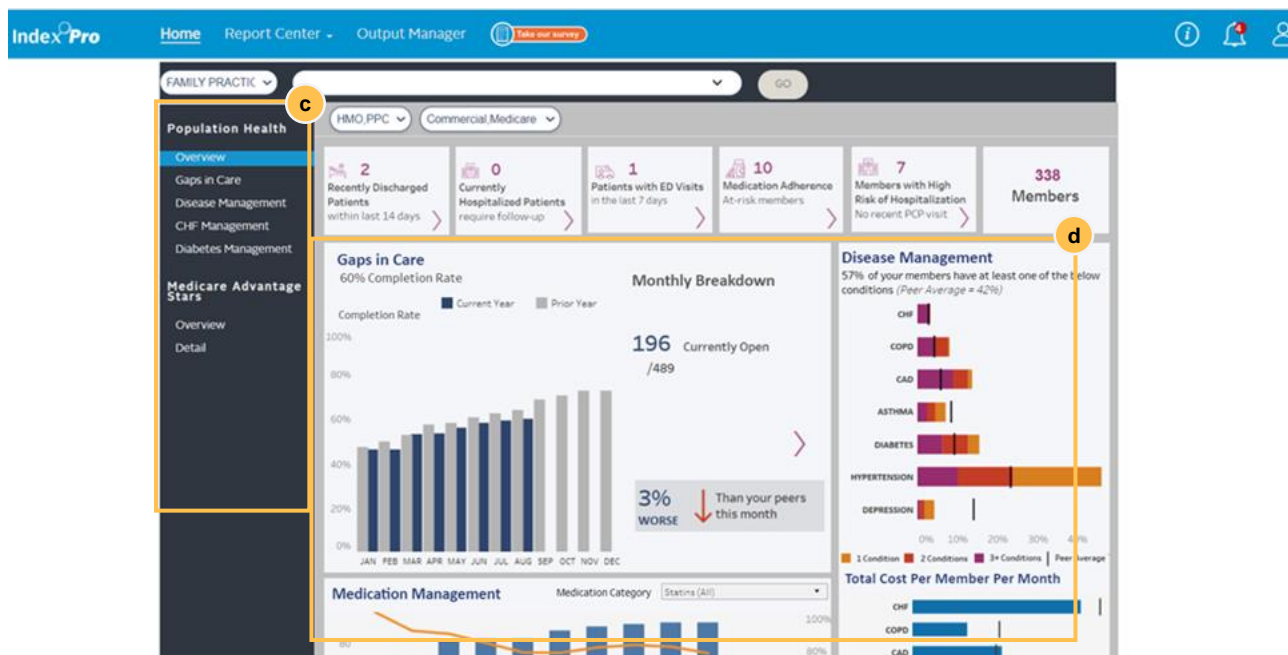 IndexPro
Home
Report Center
Output Manager
Take our survey
4
FAMILY PRACTIC
GO
c
HMO,PPC
Commercial,Medicare
Population Health
Overview
Gaps in Care
Disease Management
CHF Management
Diabetes Management
Medicare Advantage
Stars
Overview
Detail
2
Recently Discharged
Patients
within last 14 days
0
Currently
Hospitalized Patients
require follow-up
1
Patients with ED Visits
in the last 7 days
10
Medication Adherence
At-risk members
7
Members with High
Risk of Hospitalization
No recent PCP visit
338
Members
d
Gaps in Care
60% Completion Rate
Current Year
Prior Year
Completion Rate
100%
80%
60%
40%
20%
0%
JAN FEB MAR APR MAY JUN JUL AUG SEP OCT NOV DEC
Monthly Breakdown
196 Currently Open
/489
3%
WORSE
Than your peers
this month
Disease Management
57% of your members have at least one of the below
conditions (Peer Average = 42%)
CHF
COPD
CAD
ASTHMA
DIABETES
HYPERTENSION
DEPRESSION
0% 10% 20% 30% 40%
1 Condition 2 Conditions 3+ Conditions Peer Average
Medication Management
Medication Category
Statins (All)
80
100%
80%
Total Cost Per Member Per Month
CHF
COPD
CAD